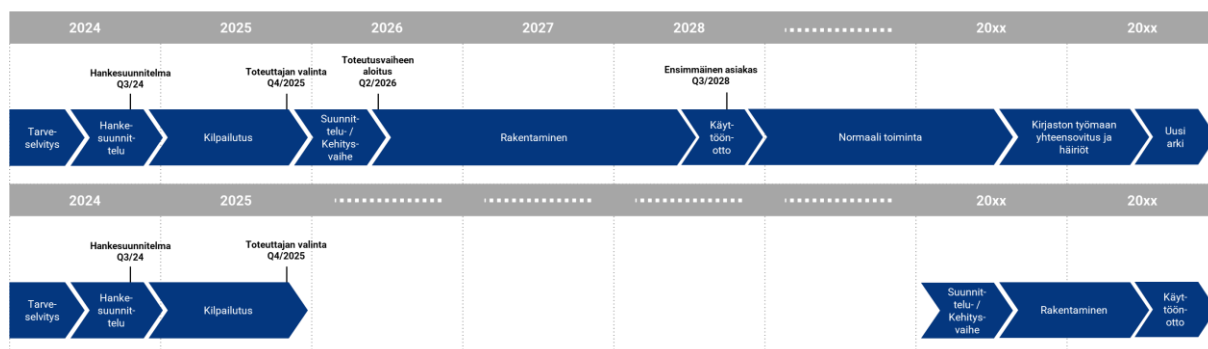 2024 2025 2026 2027 2028 20xx 20xx
Hankesuunnitelma
Q3/24
Toteuttajan valinta
Q4/2025
Toteutusvaiheen
aloitus
Q2/2026
Ensimmäinen asiakas
Q3/2028
Tarve-
selvitys
Hanke-
suunnit-
telu
Kilpailutus
Suunnit-
telu- /
Kehitys-
vaihe
Rakentaminen
Käyt-
töön-
otto
Normaali toiminta
Kirjaston työmaan
yhteensovitus ja
häiriöt
Uusi
arki
2024 2025 20xx 20xx
Hankesuunnitelma
Q3/24
Toteuttajan valinta
Q4/2025
Tarve-
selvitys
Hanke-
suunnit-
telu
Kilpailutus
Suunnit-
telu- /
Kehitys-
vaihe
Rakentaminen
Käyt-
töön-
otto